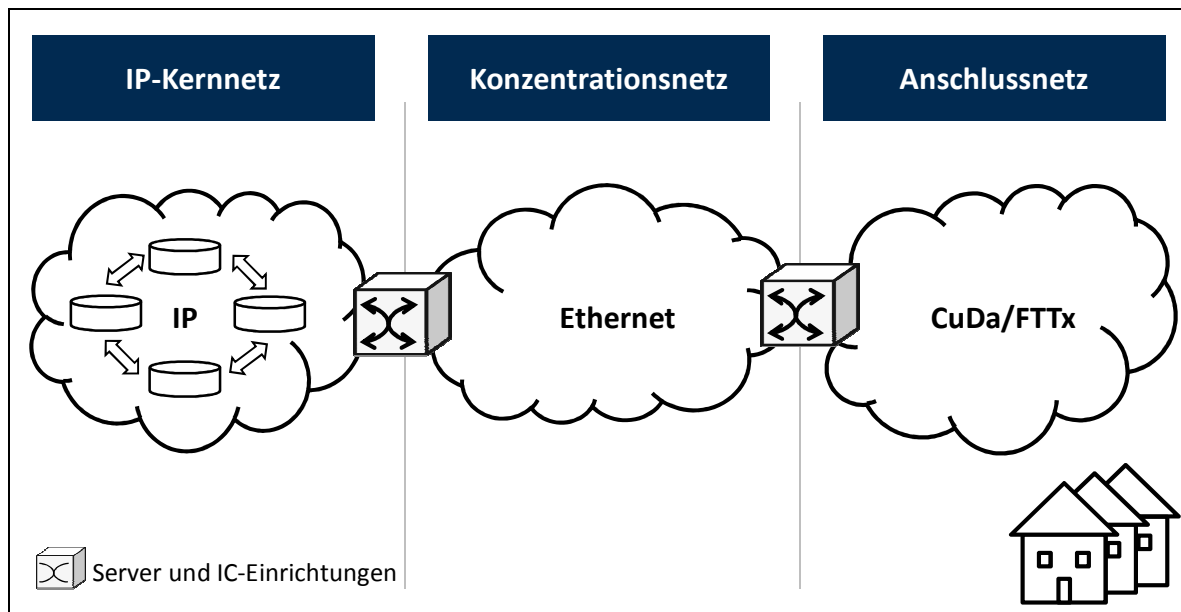 IP-Kernnetz
Konzentrationsnetz
Anschlussnetz
IP
Ethernet
CuDa/FTTx
Server und IC-Einrichtungen